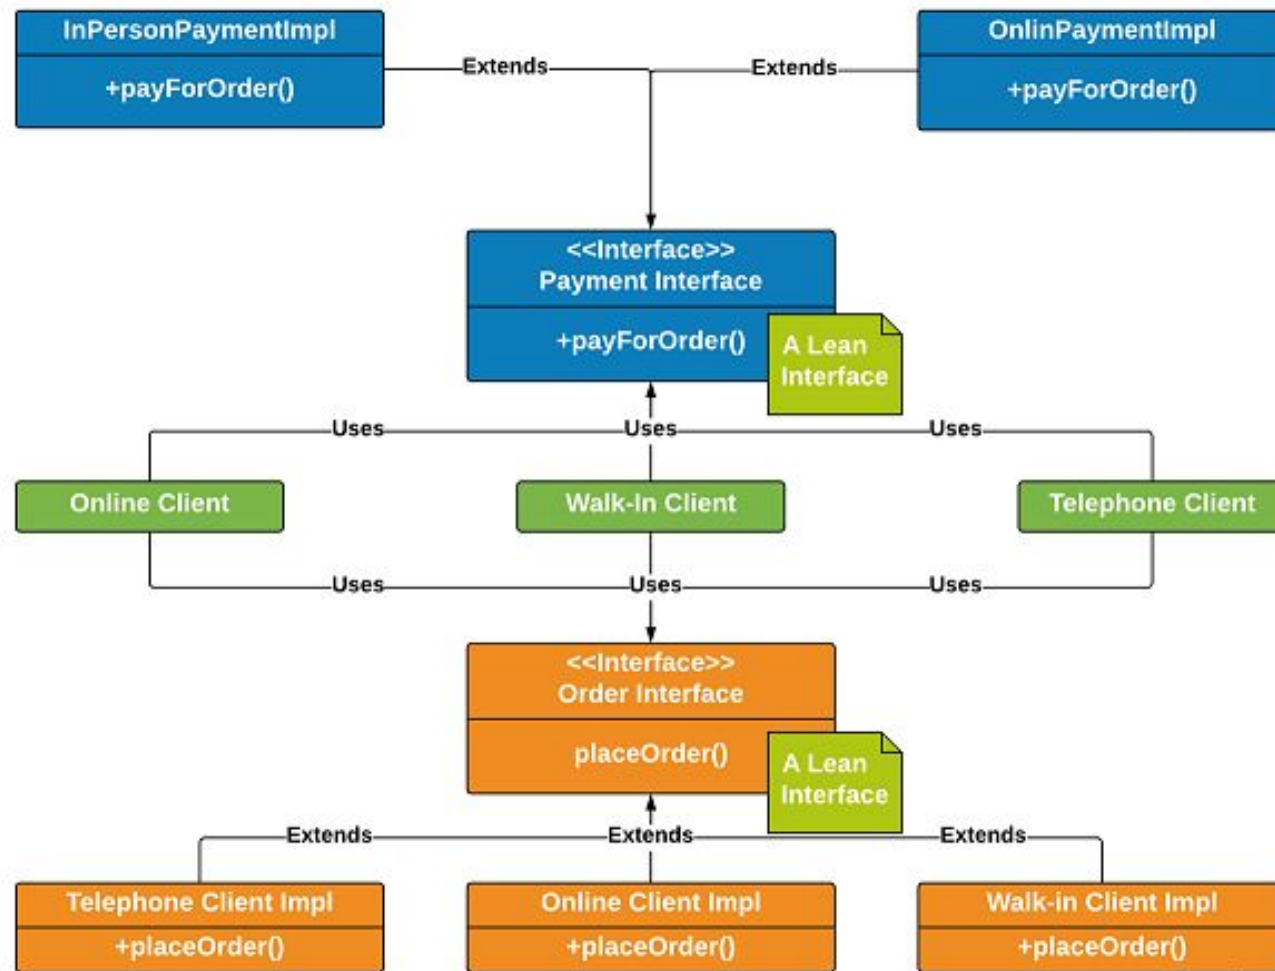 InPersonPaymentImpl
+payForOrder()
OnlinPaymentImpl
+payForOrder()
Extends
Extends
<<Interface>>
Payment Interface
+payForOrder()
A Lean
Interface
Uses
Uses
Uses
Online Client
Walk-In Client
Telephone Client
Uses
Uses
Uses
<<Interface>>
Order Interface
placeOrder()
A Lean
Interface
Extends
Extends
Extends
Telephone Client Impl
+placeOrder()
Online Client Impl
+placeOrder()
Walk-in Client Impl
+placeOrder()